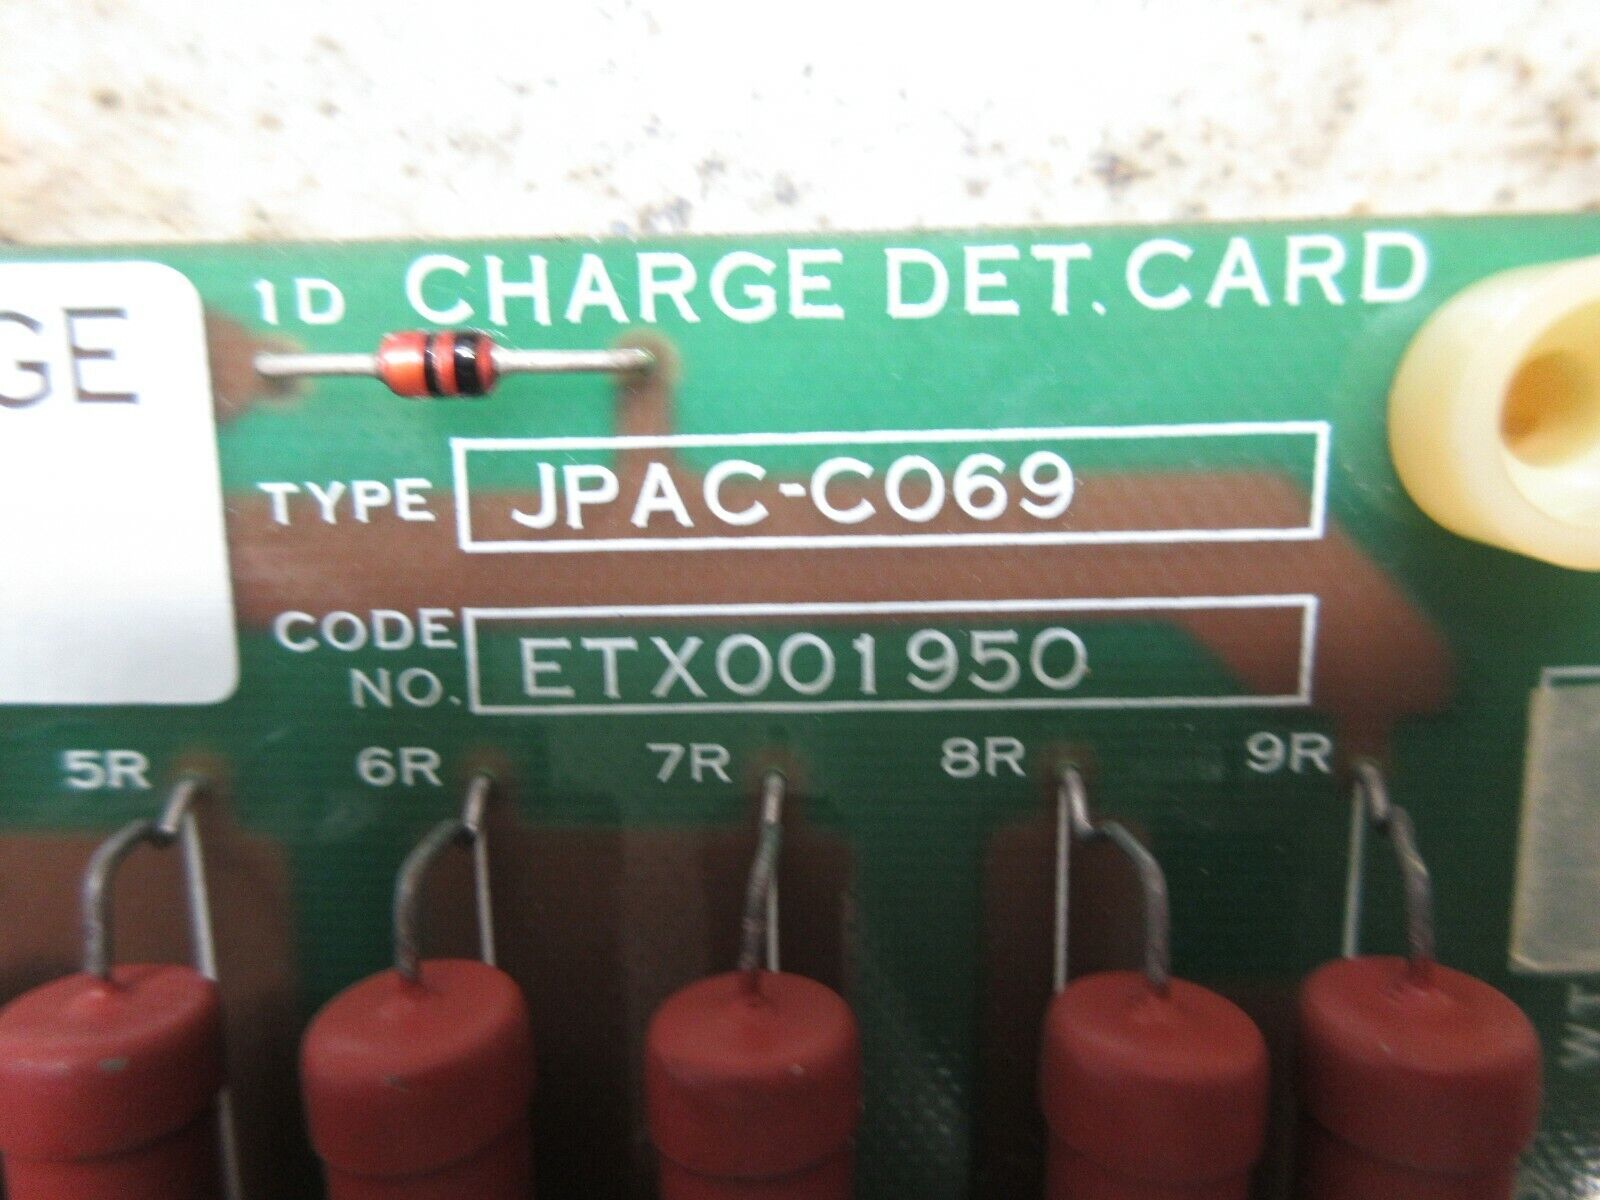 GE
1D CHARGE DET. CARD
TYPE JPAC-C069
CODE NO. ETX001950
5R 6R 7R 8R 9R